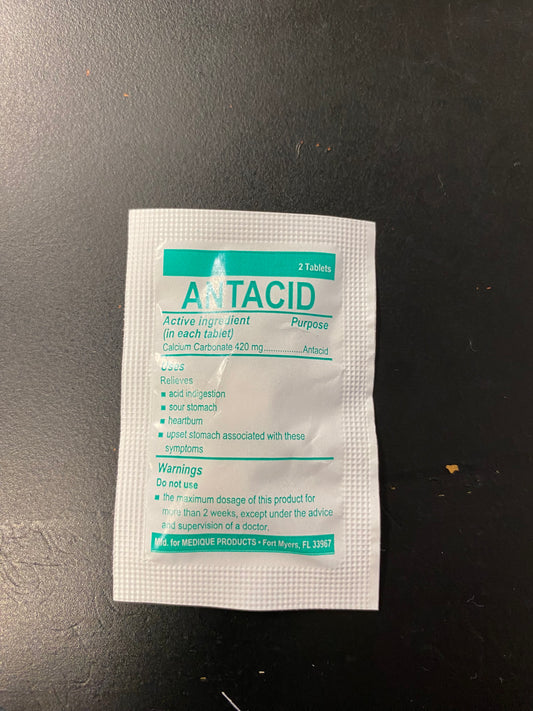 2 Tablets
ANTACID
Active ingredient Purpose
(in each tablet)
Calcium Carbonate 420 mg..................Antacid
Uses
Relieves
■ acid indigestion
■ sour stomach
■ heartburn
■ upset stomach associated with these
symptoms
Warnings
Do not use
■ the maximum dosage of this product for
more than 2 weeks, except under the advice
and supervision of a doctor.
Mfd. for MEDIQUE PRODUCTS • Fort Myers, FL 33967